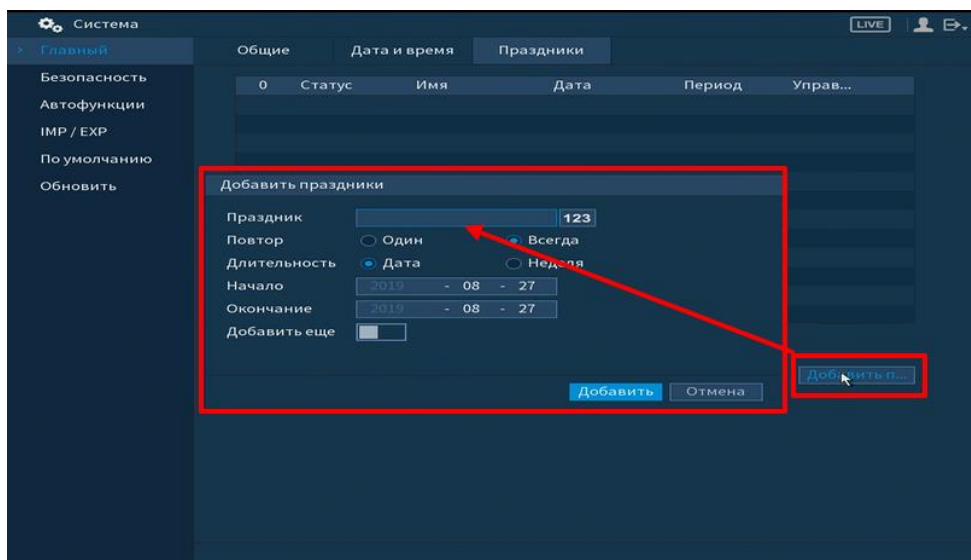 Система LIVE
Главный Общие Дата и время Праздники
Безопасность
0 Статус Имя Дата Период Управ...
Автофункции
IMP / EXP
По умолчанию
Обновить
Добавить праздники
Праздник 123
Повтор Один Всегда
Длительность Дата Неделя
Начало 2019 - 08 - 27
Окончание 2019 - 08 - 27
Добавить еще
Добавить п...
Добавить Отмена